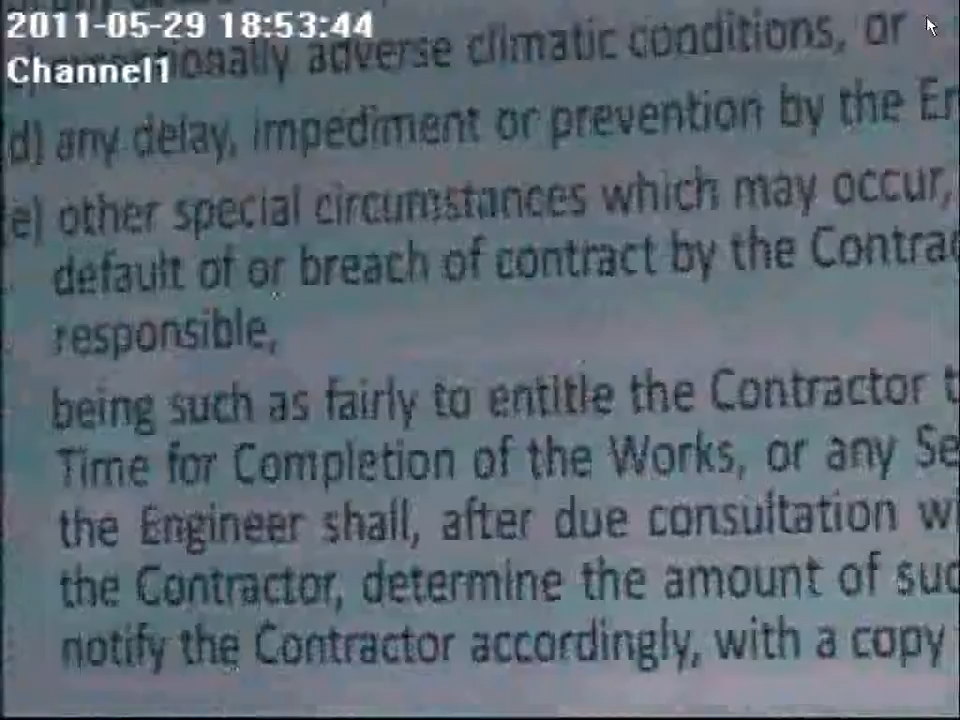 2011-05-29 18:53:44
Channel1
adverse climatic conditions, or
(d) any delay, impediment or prevention by the
(e) other special circumstances which may occur,
default of or breach of contract by the
responsible,
being such as fairly to entitle the Contractor
Time for Completion of the Works, or any
the Engineer shall, after due consultation
the Contractor, determine the amount of
notify the Contractor accordingly, with a copy